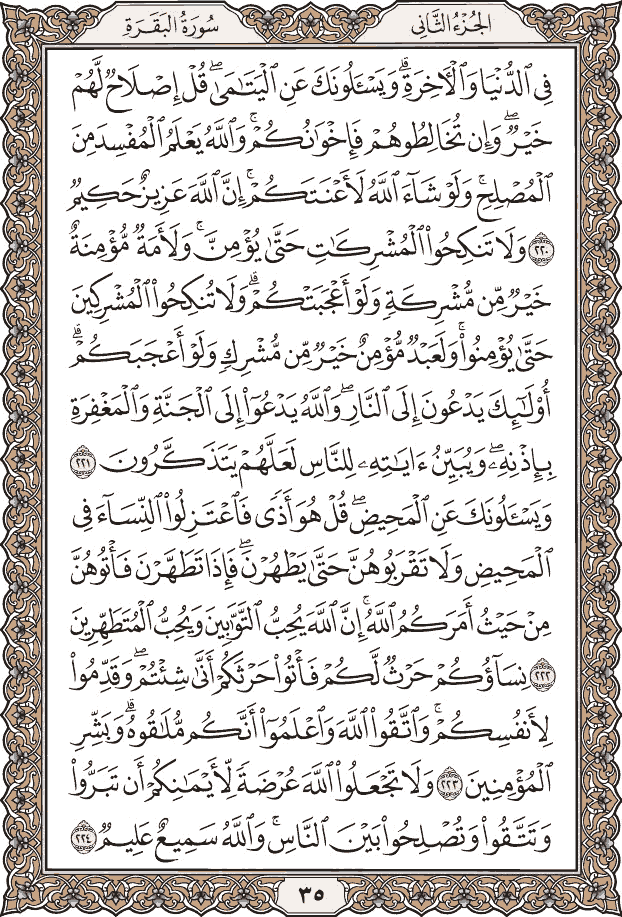 الجُزْءُ الثَّانِي
سُورَةُ البَقَرَةِ
فِي ٱلدُّنۡيَا وَٱلۡأٓخِرَةِۗ وَيَسۡـَٔلُونَكَ عَنِ ٱلۡيَتَٰمَىٰۖ قُلۡ إِصۡلَاحٞ لَّهُمۡ
خَيۡرٞۖ وَإِن تُخَالِطُوهُمۡ فَإِخۡوَٰنُكُمۡۚ وَٱللَّهُ يَعۡلَمُ ٱلۡمُفۡسِدَ مِنَ
ٱلۡمُصۡلِحِۚ وَلَوۡ شَآءَ ٱللَّهُ لَأَعۡنَتَكُمۡۚ إِنَّ ٱللَّهَ عَزِيزٌ حَكِيمٞ
٢٢٠ وَلَا تَنكِحُواْ ٱلۡمُشۡرِكَٰتِ حَتَّىٰ يُؤۡمِنَّۚ وَلَأَمَةٞ مُّؤۡمِنَةٌ
خَيۡرٞ مِّن مُّشۡرِكَةٖ وَلَوۡ أَعۡجَبَتۡكُمۡۗ وَلَا تُنكِحُواْ ٱلۡمُشۡرِكِينَ
حَتَّىٰ يُؤۡمِنُواْۚ وَلَعَبۡدٞ مُّؤۡمِنٌ خَيۡرٞ مِّن مُّشۡرِكٖ وَلَوۡ أَعۡجَبَكُمۡۗ
أُوْلَٰٓئِكَ يَدۡعُونَ إِلَى ٱلنَّارِۖ وَٱللَّهُ يَدۡعُوٓاْ إِلَى ٱلۡجَنَّةِ وَٱلۡمَغۡفِرَةِ
بِإِذۡنِهِۦۖ وَيُبَيِّنُ ءَايَٰتِهِۦ لِلنَّاسِ لَعَلَّهُمۡ يَتَذَكَّرُونَ ٢٢١
وَيَسۡـَٔلُونَكَ عَنِ ٱلۡمَحِيضِۖ قُلۡ هُوَ أَذٗى فَٱعۡتَزِلُواْ ٱلنِّسَآءَ فِي
ٱلۡمَحِيضِ وَلَا تَقۡرَبُوهُنَّ حَتَّىٰ يَطۡهُرۡنَۖ فَإِذَا تَطَهَّرۡنَ فَأۡتُوهُنَّ
مِنۡ حَيۡثُ أَمَرَكُمُ ٱللَّهُۚ إِنَّ ٱللَّهَ يُحِبُّ ٱلتَّوَّٰبِينَ وَيُحِبُّ ٱلۡمُتَطَهِّرِينَ
٢٢٢ نِسَآؤُكُمۡ حَرۡثٞ لَّكُمۡ فَأۡتُواْ حَرۡثَكُمۡ أَنَّىٰ شِئۡتُمۡۖ وَقَدِّمُواْ
لِأَنفُسِكُمۡۚ وَٱتَّقُواْ ٱللَّهَ وَٱعۡلَمُوٓاْ أَنَّكُم مُّلَٰقُوهُۗ وَبَشِّرِ
ٱلۡمُؤۡمِنِينَ ٢٢٣ وَلَا تَجۡعَلُواْ ٱللَّهَ عُرۡضَةٗ لِّأَيۡمَٰنِكُمۡ أَن تَبَرُّواْ
وَتَتَّقُواْ وَتُصۡلِحُواْ بَيۡنَ ٱلنَّاسِۚ وَٱللَّهُ سَمِيعٌ عَلِيمٞ ٢٢٤
٣٥